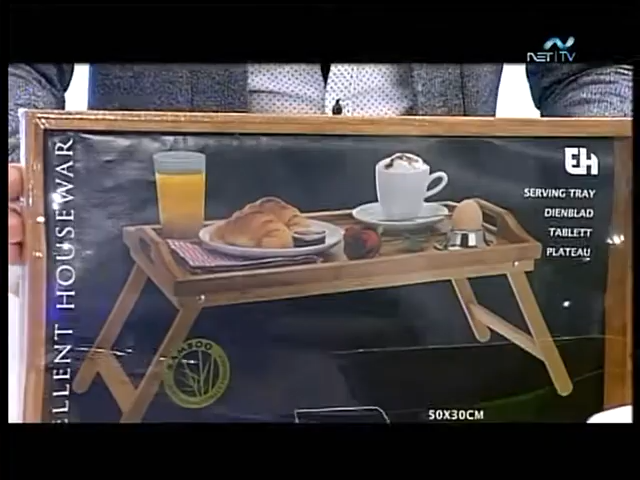 NET TV
EH
SERVING TRAY
DIENBLAD
TABLETT
PLATEAU
ELLENT HOUSEWAR
BAMBOO
50X30CM